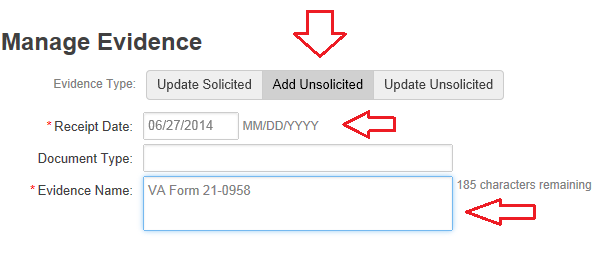 Manage Evidence
Evidence Type: Update Solicited Add Unsolicited Update Unsolicited
*Receipt Date: 06/27/2014 MM/DD/YYYY
Document Type:
*Evidence Name: VA Form 21-0958 185 characters remaining